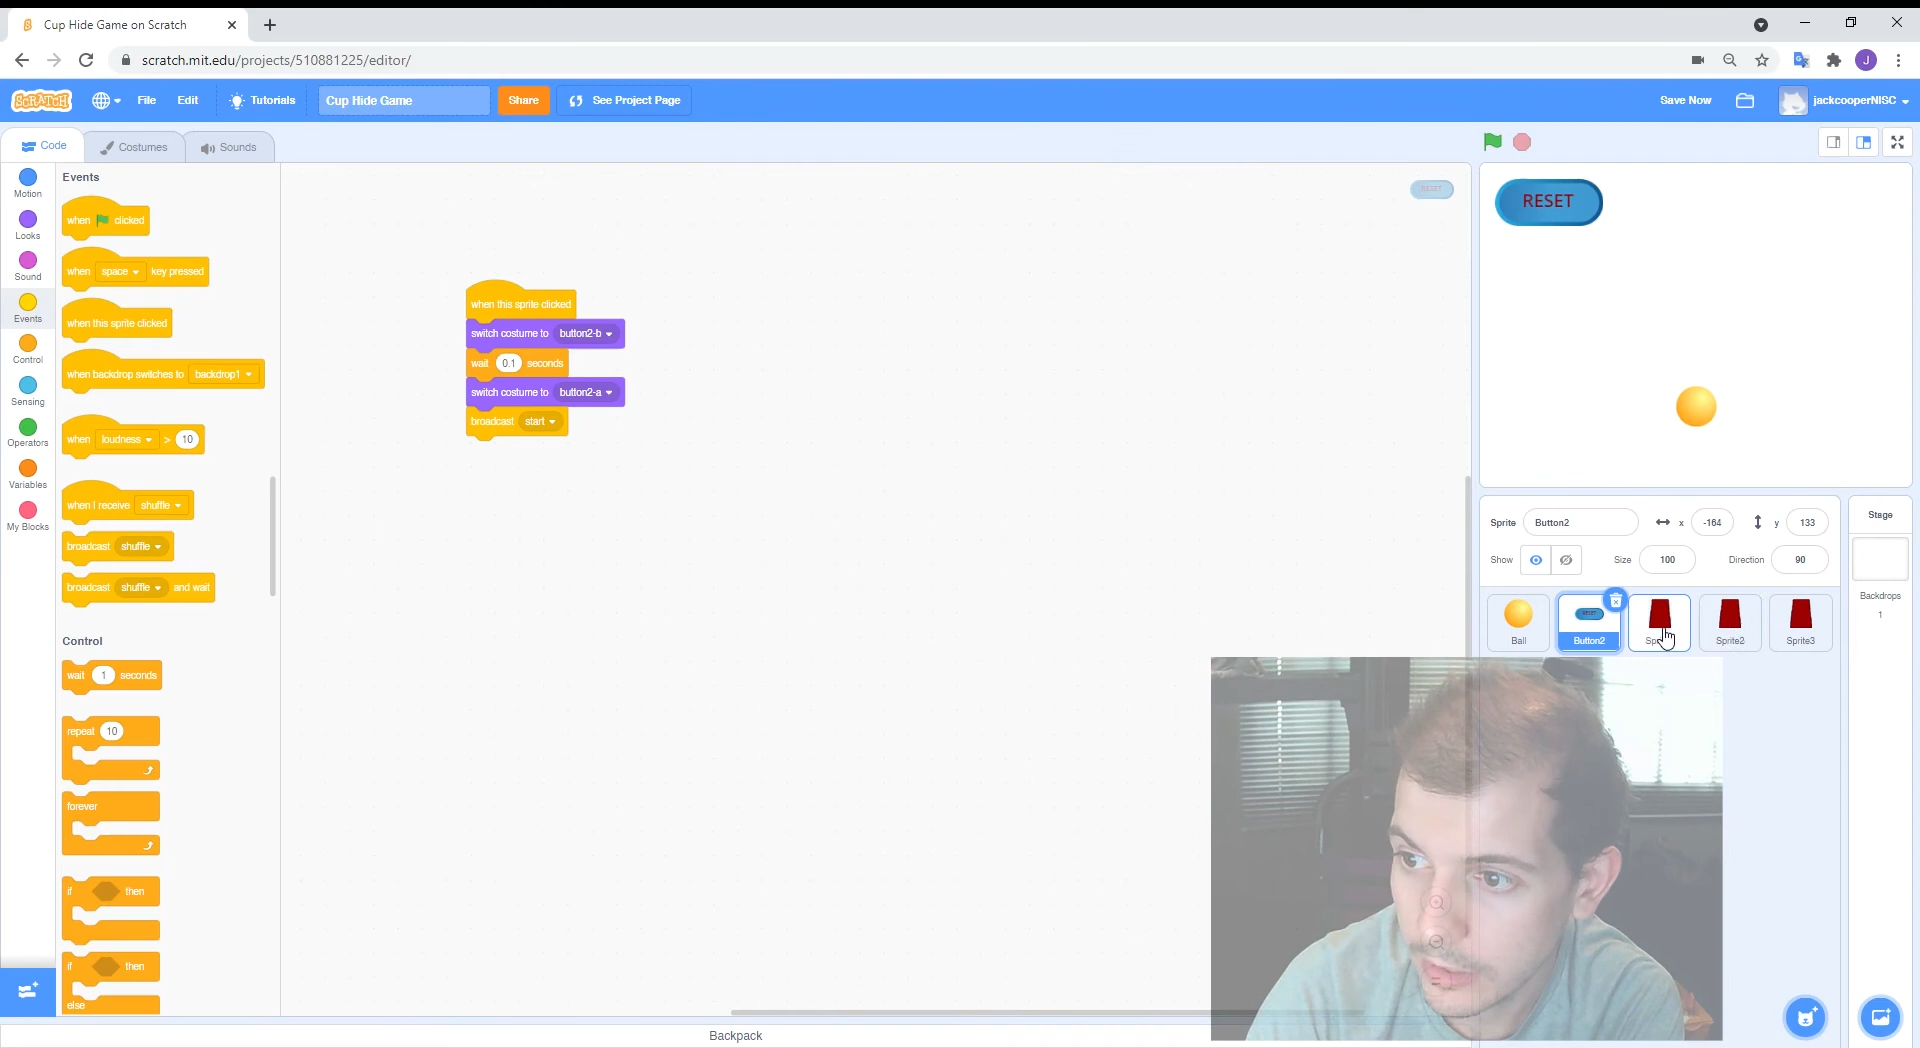 Cup Hide Game on Scratch
scratch.mit.edu/projects/510881225/editor/
J
SCRATCH
File
Edit
Tutorials
Cup Hide Game
Share
See Project Page
Save Now
jackcooperNISC
Code
Costumes
Sounds
Motion
Looks
Sound
Events
Control
Sensing
Operators
Variables
My Blocks
Events
when clicked
when space key pressed
when this sprite clicked
when backdrop switches to backdrop1
when loudness > 10
when I receive shuffle
broadcast shuffle
broadcast shuffle and wait
Control
wait 1 seconds
repeat 10
forever
if then
if then
else
when this sprite clicked
switch costume to button2-b
wait 0.1 seconds
switch costume to button2-a
broadcast start
RESET
RESET
Sprite Button2
x -164
y 133
Show
Size 100
Direction 90
Ball
RESET
Button2
Sprite2
Sprite3
Stage
Backdrops
1
Backpack